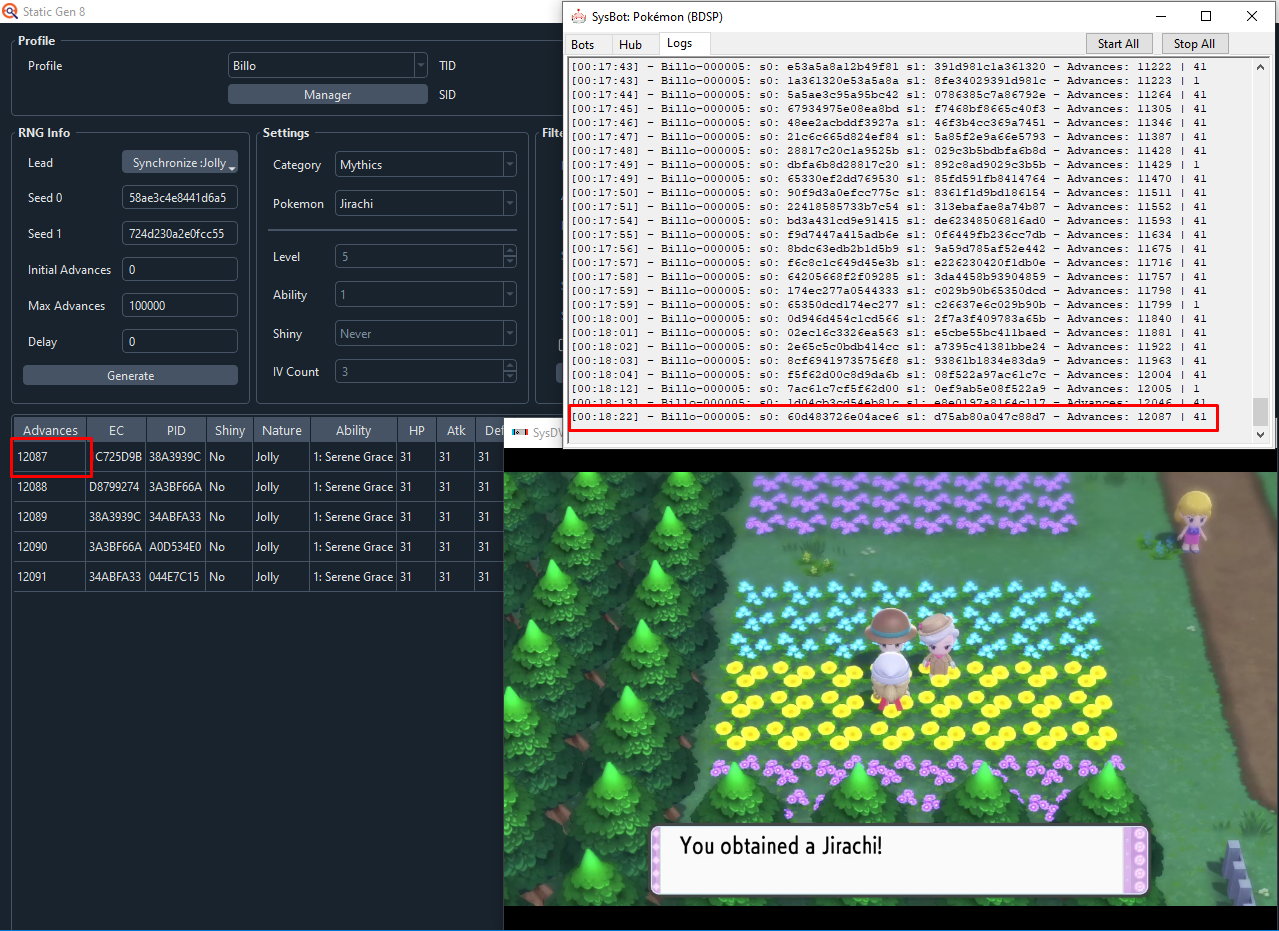 Static Gen 8
Profile
Profile
Billo
TID
Manager
SID
RNG Info
Lead
Synchronize :Jolly
Seed 0
58ae3c4e8441d6a5
Seed 1
724d230a2e0fcc55
Initial Advances
0
Max Advances
100000
Delay
0
Generate
Settings
Category
Mythics
Pokemon
Jirachi
Level
5
Ability
1
Shiny
Never
IV Count
3
Filte
SysBot: Pokémon (BDSP)
Bots Hub Logs
Start All Stop All
[00:17:43] - Billo-000005: s0: e53a5a8a12b49f81 s1: 391d981c1a361320 - Advances: 11222 | 41
[00:17:43] - Billo-000005: s0: 1a361320e53a5a8a s1: 8fe34029391d981c - Advances: 11223 | 1
[00:17:44] - Billo-000005: s0: 5a5ae3c95a95bc42 s1: 0786385c7a86792e - Advances: 11264 | 41
[00:17:45] - Billo-000005: s0: 67934975e08ea8bd s1: f7468bf8665c40f3 - Advances: 11305 | 41
[00:17:46] - Billo-000005: s0: 48ee2acbddf3927a s1: 46f3b4cc369a7451 - Advances: 11346 | 41
[00:17:47] - Billo-000005: s0: 21c6c665d824ef84 s1: 5a85f2e9a66e5793 - Advances: 11387 | 41
[00:17:48] - Billo-000005: s0: 28817c20c1a9525b s1: 029c3b5bdbfa6b8d - Advances: 11428 | 41
[00:17:49] - Billo-000005: s0: dbfa6b8d28817c20 s1: 892c8ad9029c3b5b - Advances: 11429 | 1
[00:17:49] - Billo-000005: s0: 65330ef2dd769530 s1: 85fd591fb8414764 - Advances: 11470 | 41
[00:17:50] - Billo-000005: s0: 90f9d3a0efcc775c s1: 8361f1d9bd186154 - Advances: 11511 | 41
[00:17:51] - Billo-000005: s0: 22418585733b7c54 s1: 313ebafae8a74b87 - Advances: 11552 | 41
[00:17:54] - Billo-000005: s0: bd3a431cd9e91415 s1: de62348506816ad0 - Advances: 11593 | 41
[00:17:55] - Billo-000005: s0: f9d7447a415adb6e s1: 0f6449fb236cc7db - Advances: 11634 | 41
[00:17:56] - Billo-000005: s0: 8bdc63edb2b1d5b9 s1: 9a59d785af52e442 - Advances: 11675 | 41
[00:17:57] - Billo-000005: s0: f6c8c1c649d45e3b s1: e226230420f1db0e - Advances: 11716 | 41
[00:17:58] - Billo-000005: s0: 64205668f2f09285 s1: 3da4458b93904859 - Advances: 11757 | 41
[00:17:59] - Billo-000005: s0: 174ec277a0544333 s1: c029b90b65350dcd - Advances: 11798 | 41
[00:17:59] - Billo-000005: s0: 65350dcd174ec277 s1: c26637e6c029b90b - Advances: 11799 | 1
[00:18:00] - Billo-000005: s0: 0d946d454c1cd566 s1: 2f7a3f409783a65b - Advances: 11840 | 41
[00:18:01] - Billo-000005: s0: 02ec16c3326ea563 s1: e5cbe55bc411baed - Advances: 11881 | 41
[00:18:02] - Billo-000005: s0: 2e65c5c0bdb414cc s1: a7395c41381bbe24 - Advances: 11922 | 41
[00:18:03] - Billo-000005: s0: 8cf69419735756f8 s1: 93861b1834e83da9 - Advances: 11963 | 41
[00:18:04] - Billo-000005: s0: f5f62d00c8d9da6b s1: 08f522a97ac61c7c - Advances: 12004 | 41
[00:18:12] - Billo-000005: s0: 7ac61c7cf5f62d00 s1: 0ef9ab5e08f522a9 - Advances: 12005 | 1
[00:18:13] - Billo-000005: s0: 1d04cb3cd54eb81c s1: e8e0197a8164c117 - Advances: 12046 | 41
[00:18:22] - Billo-000005: s0: 60d483726e04ace6 s1: d75ab80a047c88d7 - Advances: 12087 | 41
Advances EC PID Shiny Nature Ability HP Atk Def
12087 C725D9B 38A3939C No Jolly 1: Serene Grace 31 31 31
12088 D8799274 3A3BF66A No Jolly 1: Serene Grace 31 31 31
12089 38A3939C 34ABFA33 No Jolly 1: Serene Grace 31 31 31
12090 3A3BF66A A0D534E0 No Jolly 1: Serene Grace 31 31 31
12091 34ABFA33 044E7C15 No Jolly 1: Serene Grace 31 31 31
SysDV
You obtained a Jirachi!